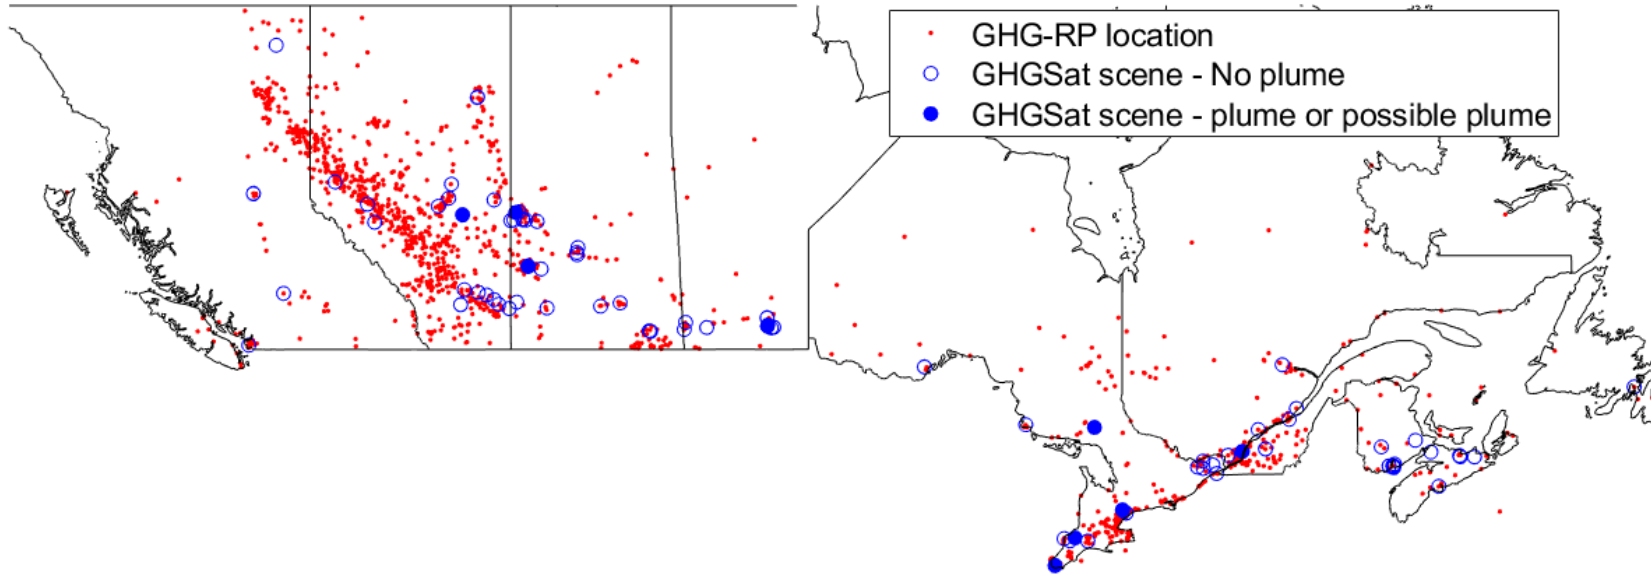 GHG-RP location
GHGSat scene - No plume
GHGSat scene - plume or possible plume